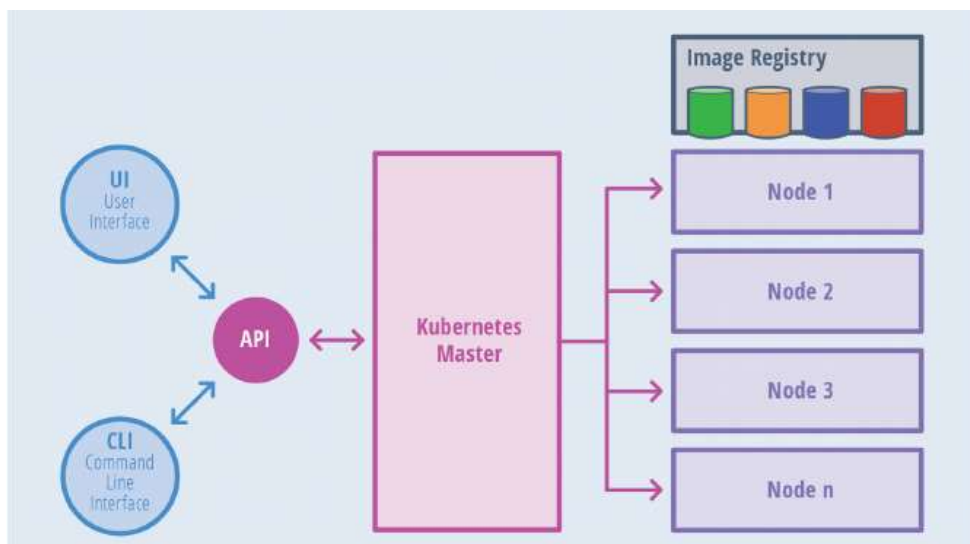 Image Registry
UI
User
Interface
Node 1
Node 2
API
Kubernetes
Master
Node 3
CLI
Command
Line
Interface
Node n